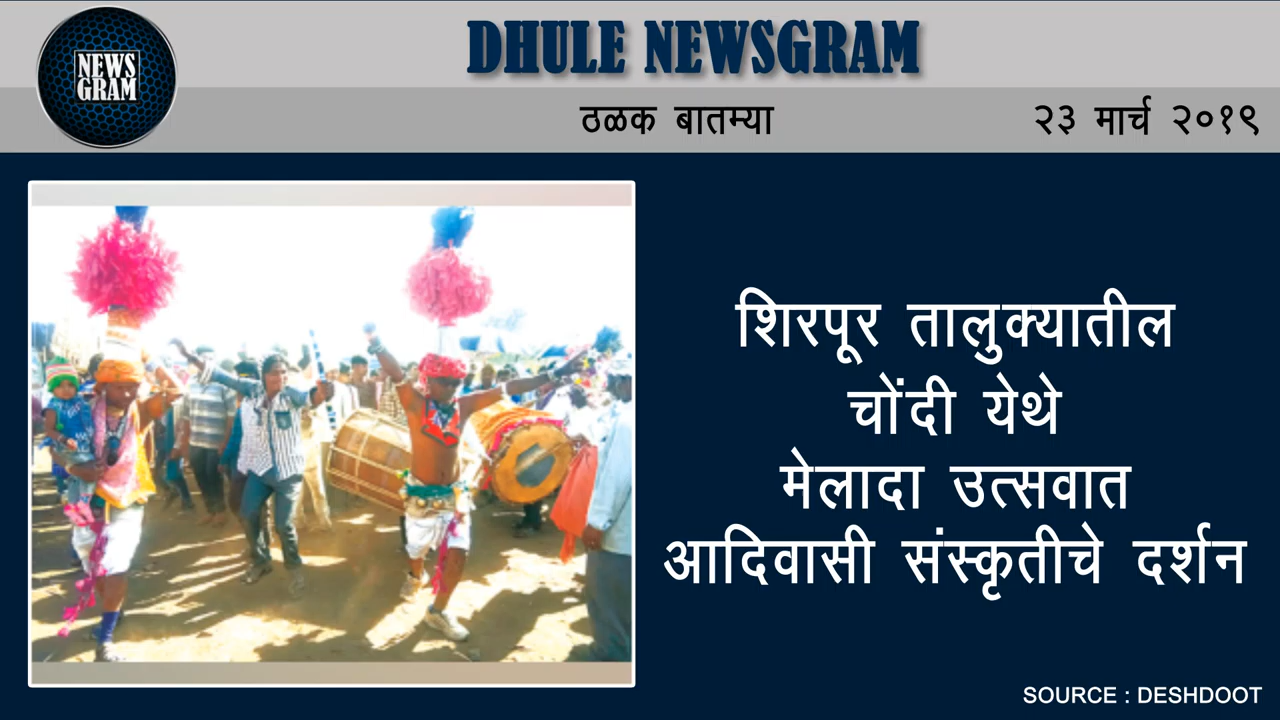 NEWS
GRAM
DHULE NEWSGRAM
ठळक बातम्या
२३ मार्च २०१९
शिरपूर तालुक्यातील
चोंदी येथे
मेलादा उत्सवात
आदिवासी संस्कृतीचे दर्शन
SOURCE : DESHDOOT